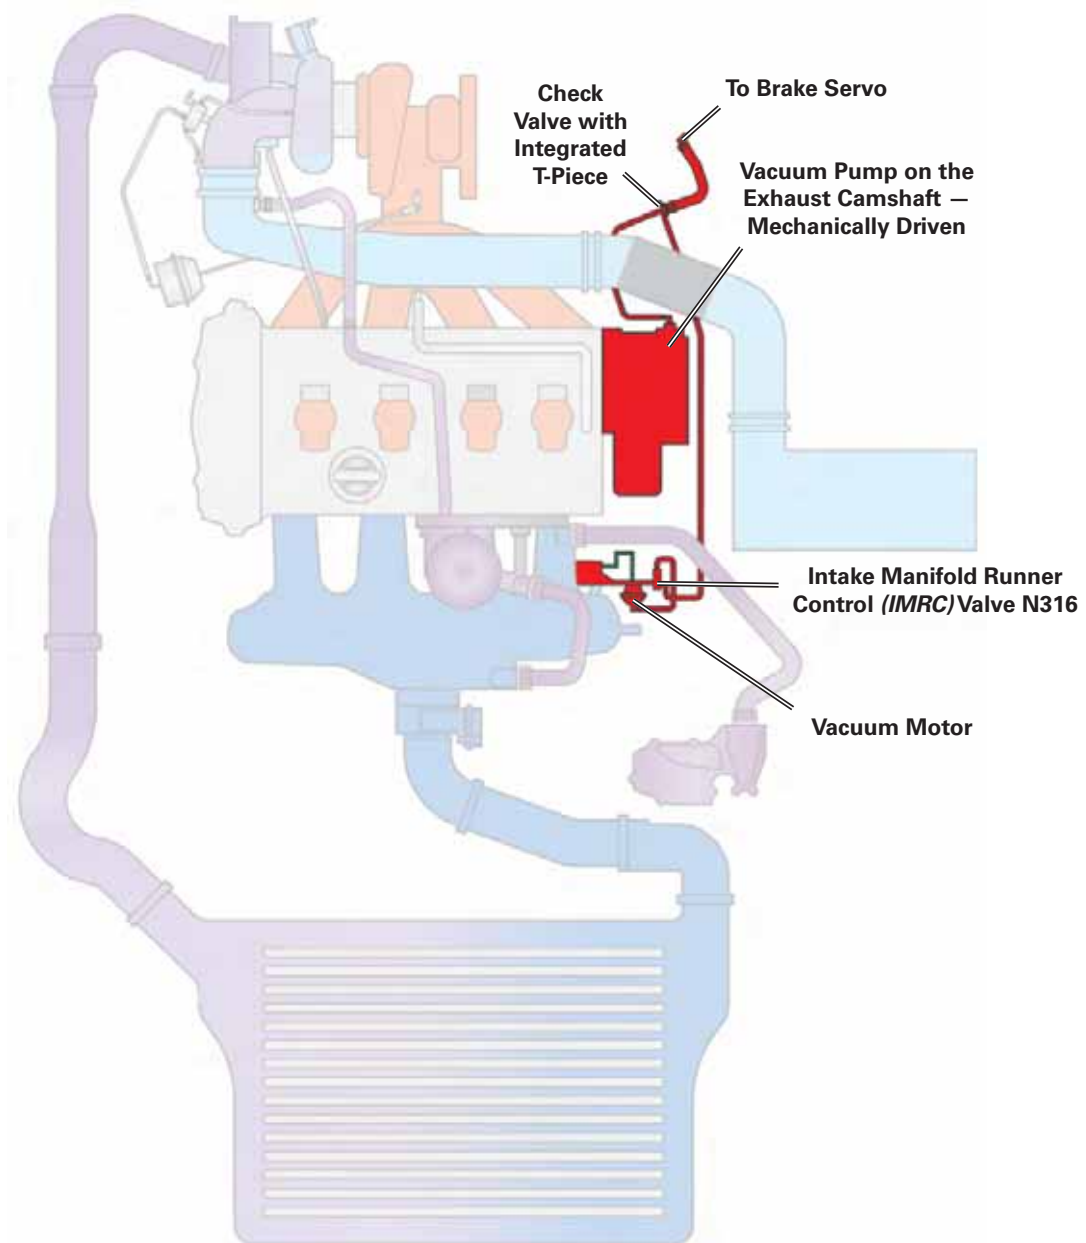 Check
Valve with
Integrated
T-Piece
To Brake Servo
Vacuum Pump on the
Exhaust Camshaft —
Mechanically Driven
Intake Manifold Runner
Control (IMRC) Valve N316
Vacuum Motor